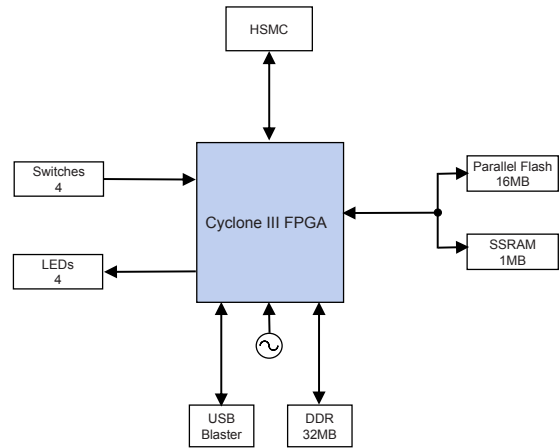 HSMC
Switches
4
Parallel Flash
16MB
Cyclone III FPGA
SSRAM
1MB
LEDs
4
USB
Blaster
DDR
32MB